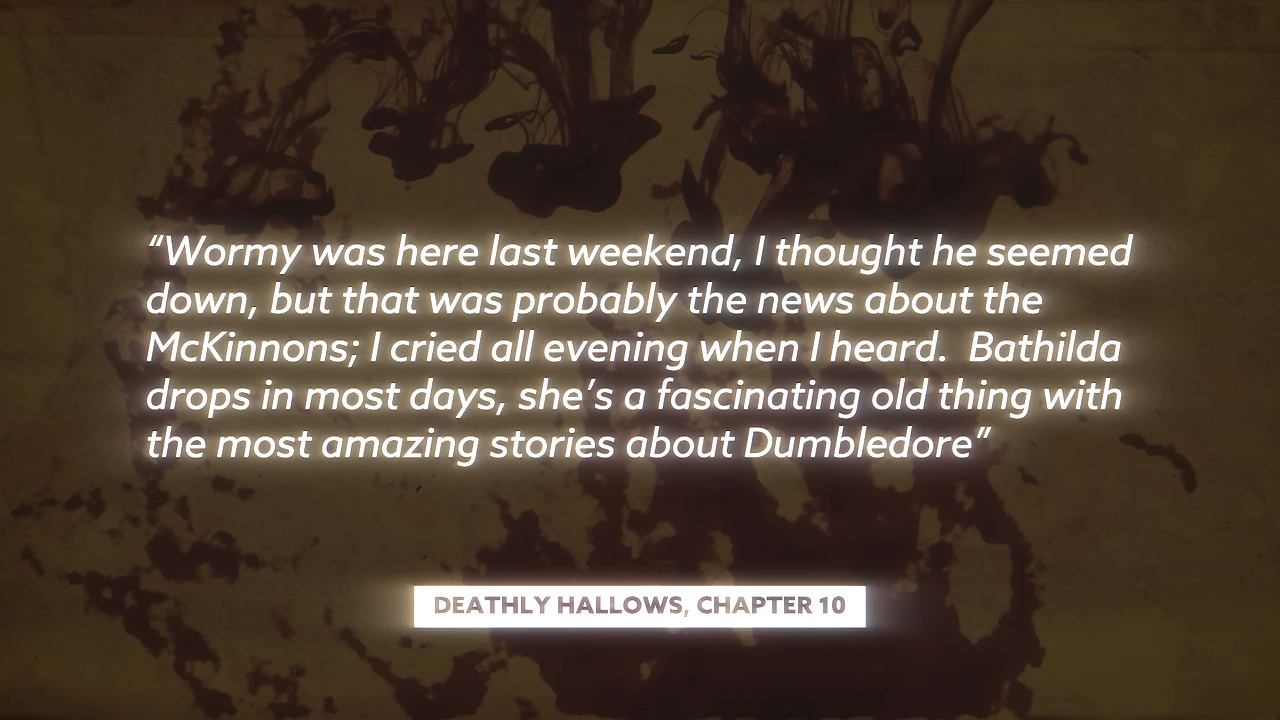 “Wormy was here last weekend, I thought he seemed
down, but that was probably the news about the
McKinnons; I cried all evening when I heard.  Bathilda
drops in most days, she’s a fascinating old thing with
the most amazing stories about Dumbledore”
DEATHLY HALLOWS, CHAPTER 10